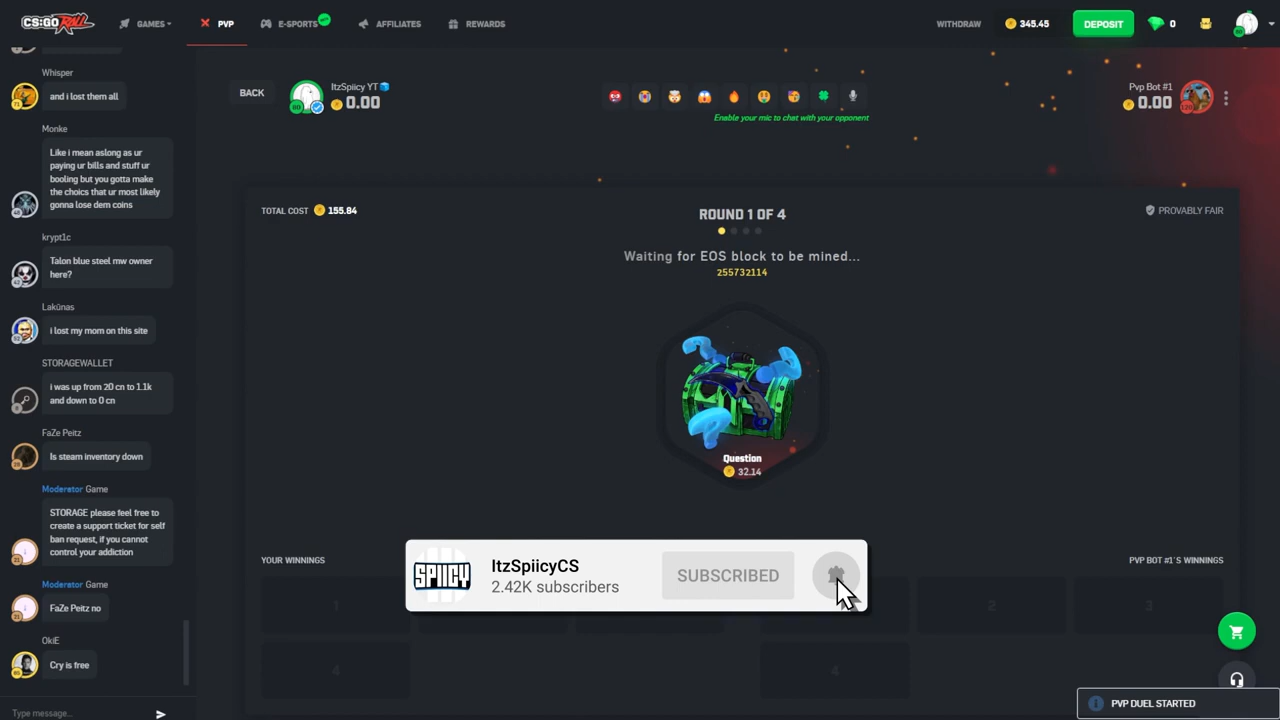 CS:GO ROLL
GAMES
PVP
E-SPORTS
AFFILIATES
REWARDS
WITHDRAW
345.45
DEPOSIT
0
Whisper
and i lost them all
Monke
Like i mean aslong as ur
paying ur bills and stuff ur
booling but you gotta make
the choics that ur most likely
gonna lose dem coins
krypt1c
Talon blue steel mw owner
here?
Lakūnas
i lost my mom on this site
STORAGEWALLET
i was up from 20 cn to 1.1k
and down to 0 cn
FaZe Peitz
Is steam inventory down
Moderator Game
STORAGE please feel free to
create a support ticket for self
ban request, if you cannot
control your addiction
Moderator Game
FaZe Peitz no
OkiE
Cry is free
Type message...
BACK
ItzSpiicy YT
0.00
Enable your mic to chat with your opponent
Pvp Bot #1
0.00
TOTAL COST 155.84
ROUND 1 OF 4
PROVABLY FAIR
Waiting for EOS block to be mined...
255732114
Question
32.14
YOUR WINNINGS
PVP BOT #1'S WINNINGS
SPIICY
ItzSpiicyCS
2.42K subscribers
SUBSCRIBED
1
2
3
4
4
PVP DUEL STARTED